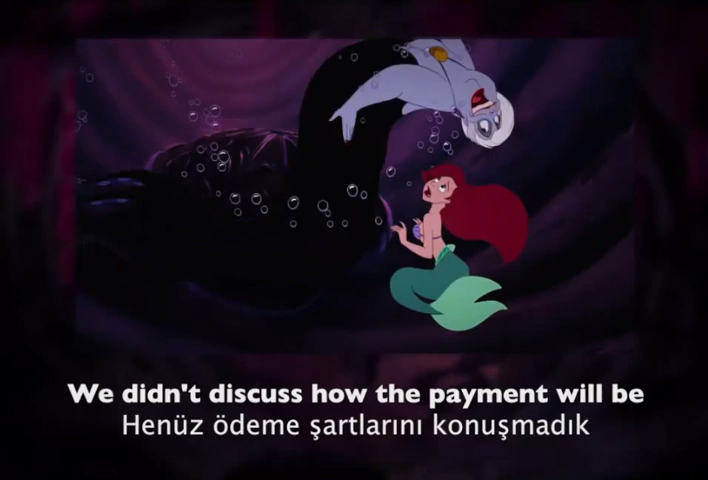 We didn't discuss how the payment will be
Henüz ödeme şartlarını konuşmadık